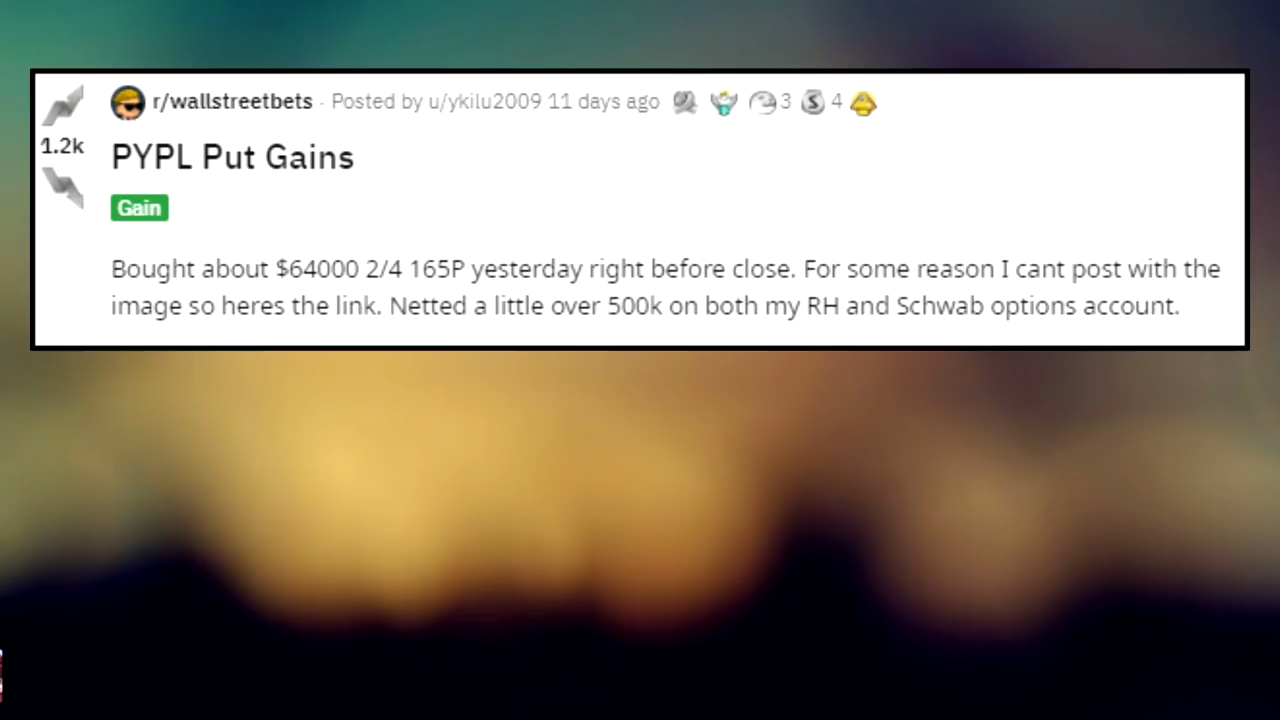 r/wallstreetbets · Posted by u/ykilu2009 11 days ago 3 S 4
1.2k
PYPL Put Gains
Gain
Bought about $64000 2/4 165P yesterday right before close. For some reason I cant post with the
image so heres the link. Netted a little over 500k on both my RH and Schwab options account.